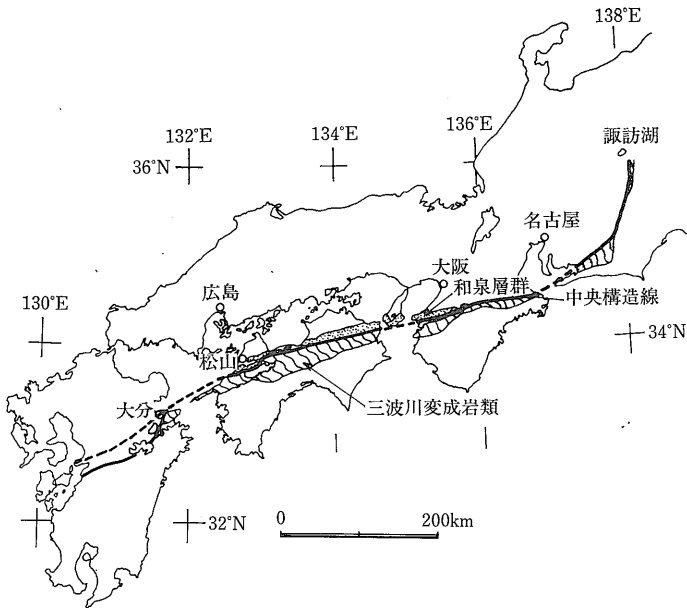 138°E
136°E
134°E
132°E
36°N
諏訪湖
名古屋
大阪
和泉層群
中央構造線
広島
130°E
34°N
松山
大分
三波川変成岩類
32°N
0
200km